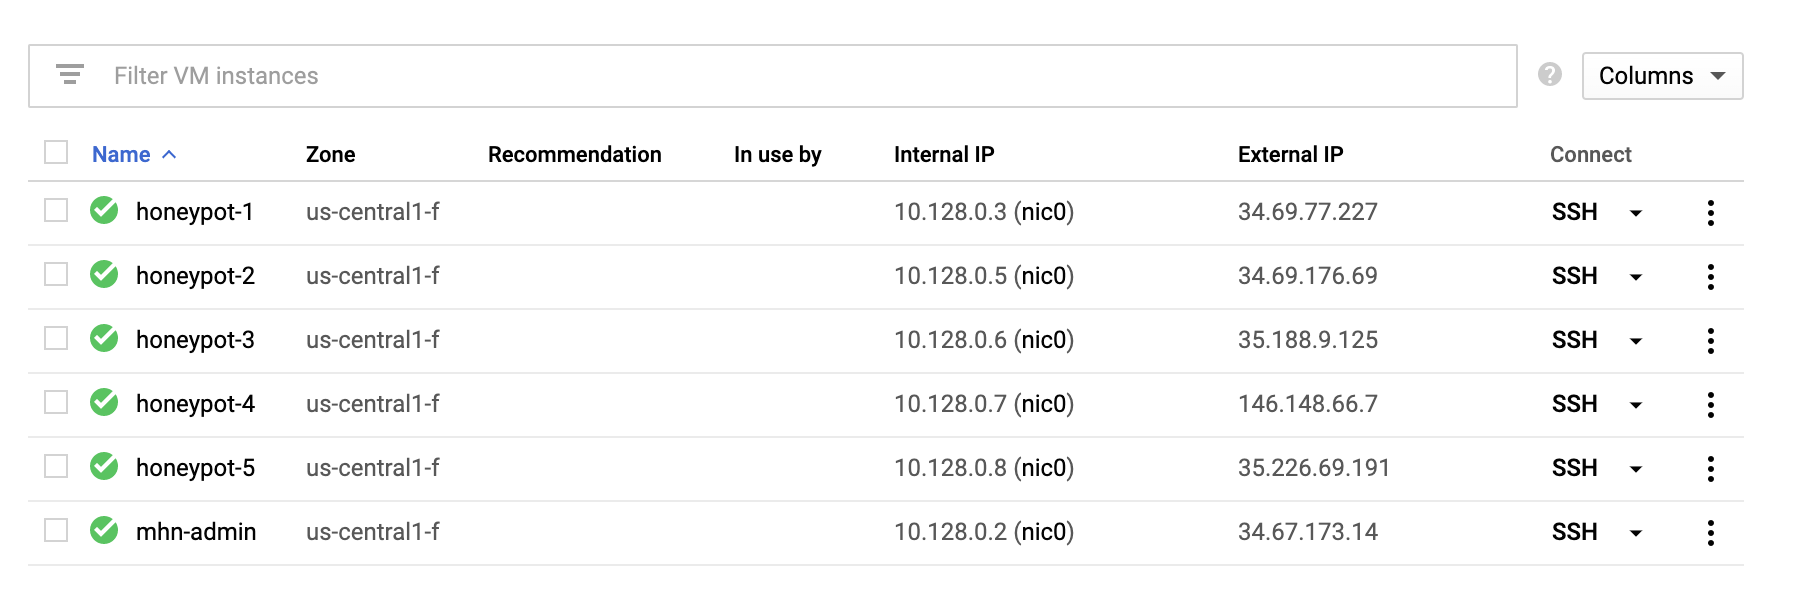 Filter VM instances ? Columns
Name Zone Recommendation In use by Internal IP External IP Connect
honeypot-1 us-central1-f 10.128.0.3 (nic0) 34.69.77.227 SSH
honeypot-2 us-central1-f 10.128.0.5 (nic0) 34.69.176.69 SSH
honeypot-3 us-central1-f 10.128.0.6 (nic0) 35.188.9.125 SSH
honeypot-4 us-central1-f 10.128.0.7 (nic0) 146.148.66.7 SSH
honeypot-5 us-central1-f 10.128.0.8 (nic0) 35.226.69.191 SSH
mhn-admin us-central1-f 10.128.0.2 (nic0) 34.67.173.14 SSH